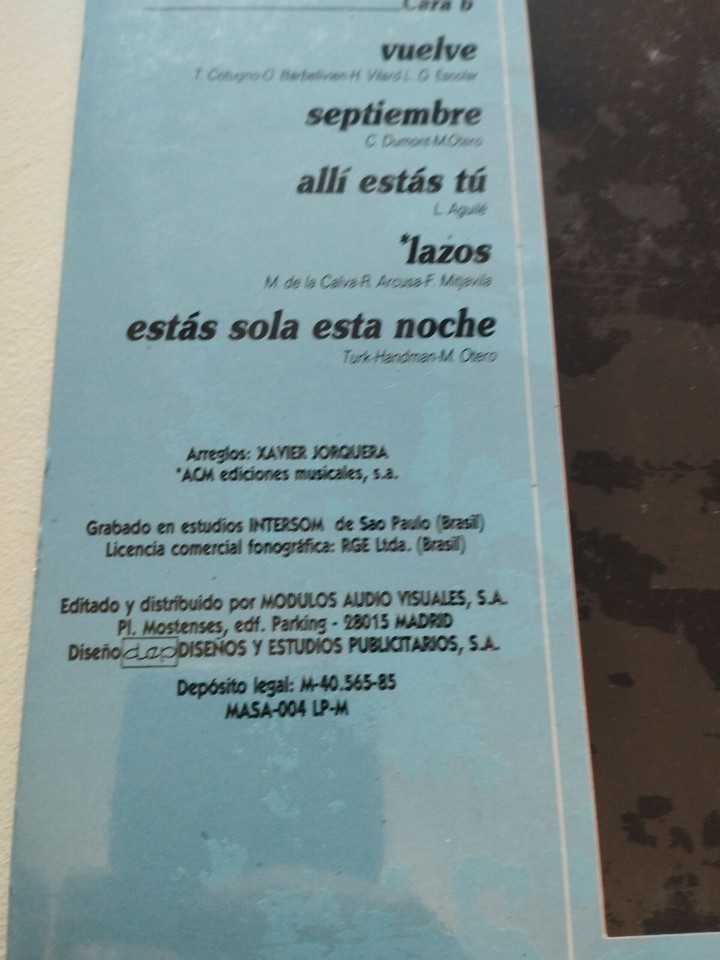 Cara b
vuelve
T. Cotugno-D. Barbelivien-H. Vilard-L. G. Escolar
septiembre
C. Dumont-M.Otero
allí estás tú
L. Aguilé
*lazos
M. de la Calva-R. Arcusa-F. Mitjavila
estás sola esta noche
Turk-Handman-M. Otero
Arreglos: XAVIER JORQUERA
*ACM ediciones musicales, s.a.
Grabado en estudios INTERSOM de Sao Paulo (Brasil)
Licencia comercial fonográfica: RGE Ltda. (Brasil)
Editado y distribuido por MODULOS AUDIO VISUALES, S.A.
Pl. Mostenses, edf. Parking - 28015 MADRID
Diseño dep DISEÑOS Y ESTUDIOS PUBLICITARIOS, S.A.
Depósito legal: M-40.565-85
MASA-004 LP-M